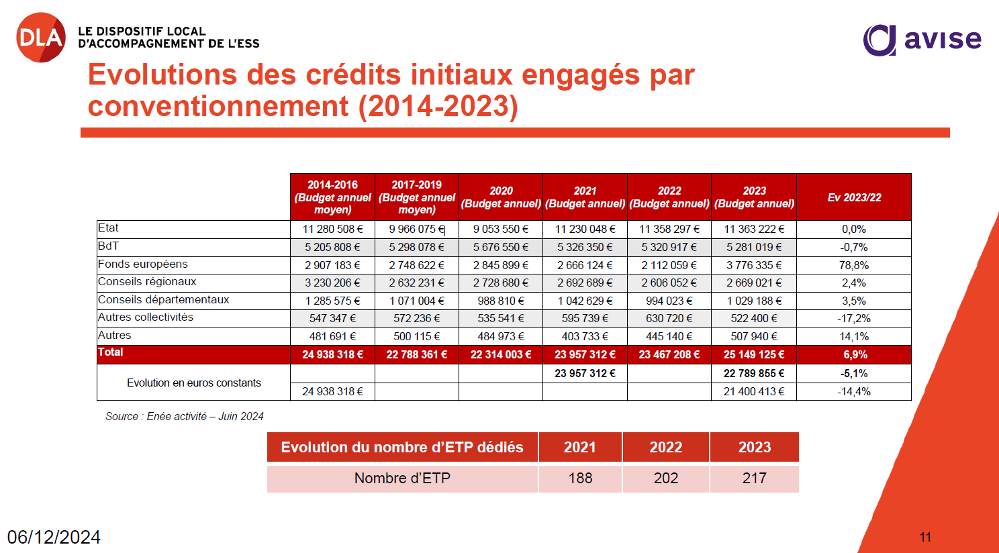 DLA
LE DISPOSITIF LOCAL
D'ACCOMPAGNEMENT DE L'ESS
avise
Evolutions des crédits initiaux engagés par
conventionnement (2014-2023)
2014-2016 (Budget annuel moyen) 2017-2019 (Budget annuel moyen) 2020 (Budget annuel) 2021 (Budget annuel) 2022 (Budget annuel) 2023 (Budget annuel) Ev 2023/22
Etat 11 280 508 € 9 966 075 € 9 053 550 € 11 230 048 € 11 358 297 € 11 363 222 € 0,0%
BdT 5 205 808 € 5 298 078 € 5 676 550 € 5 326 350 € 5 320 917 € 5 281 019 € -0,7%
Fonds européens 2 907 183 € 2 748 622 € 2 845 899 € 2 666 124 € 2 112 059 € 3 776 335 € 78,8%
Conseils régionaux 3 230 206 € 2 632 231 € 2 728 680 € 2 692 689 € 2 606 052 € 2 669 021 € 2,4%
Conseils départementaux 1 285 575 € 1 071 004 € 988 810 € 1 042 629 € 994 023 € 1 029 188 € 3,5%
Autres collectivités 547 347 € 572 236 € 535 541 € 595 739 € 630 720 € 522 400 € -17,2%
Autres 481 691 € 500 115 € 484 973 € 403 733 € 445 140 € 507 940 € 14,1%
Total 24 938 318 € 22 788 361 € 22 314 003 € 23 957 312 € 23 467 208 € 25 149 125 € 6,9%
Evolution en euros constants 23 957 312 € 22 789 855 € -5,1%
24 938 318 € 21 400 413 € -14,4%
Source : Enée activité – Juin 2024
Evolution du nombre d'ETP dédiés 2021 2022 2023
Nombre d'ETP 188 202 217
06/12/2024
11